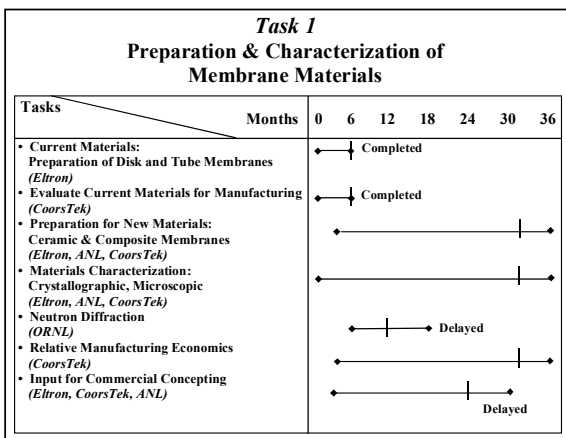 Task 1
Preparation & Characterization of
Membrane Materials
Tasks
Months 0 6 12 18 24 30 36
• Current Materials:
Preparation of Disk and Tube Membranes
(Eltron)
Completed
• Evaluate Current Materials for Manufacturing
(CoorsTek)
Completed
• Preparation for New Materials:
Ceramic & Composite Membranes
(Eltron, ANL, CoorsTek)
• Materials Characterization:
Crystallographic, Microscopic
(Eltron, ANL, CoorsTek)
• Neutron Diffraction
(ORNL)
Delayed
• Relative Manufacturing Economics
(CoorsTek)
• Input for Commercial Concepting
(Eltron, CoorsTek, ANL)
Delayed